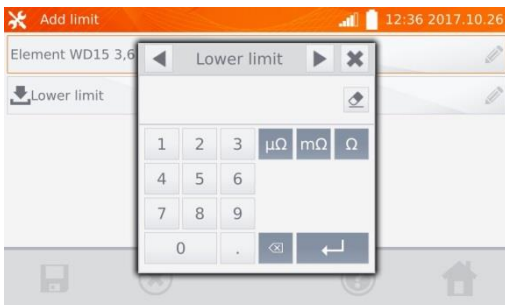 Add limit 12:36 2017.10.26
Element WD15 3,6
Lower limit
Lower limit
1 2 3 μΩ mΩ Ω
4 5 6
7 8 9
0 .